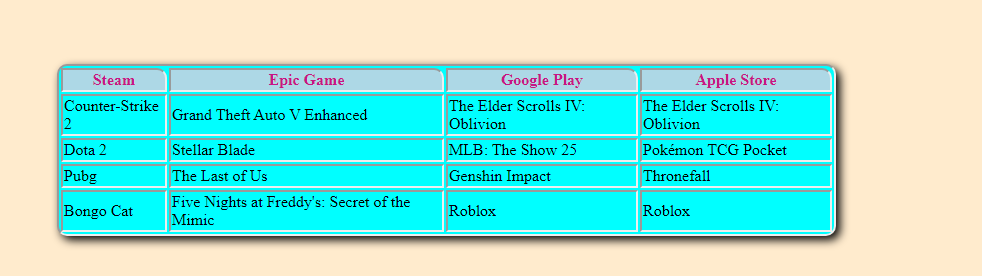 Steam Epic Game Google Play Apple Store
Counter-Strike 2 Grand Theft Auto V Enhanced The Elder Scrolls IV: Oblivion The Elder Scrolls IV: Oblivion
Dota 2 Stellar Blade MLB: The Show 25 Pokémon TCG Pocket
Pubg The Last of Us Genshin Impact Thronefall
Bongo Cat Five Nights at Freddy's: Secret of the Mimic Roblox Roblox